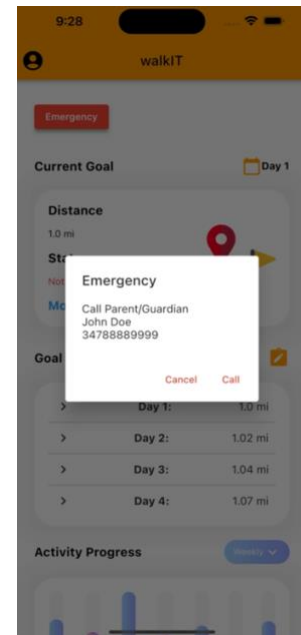 9:28
walkIT
Emergency
Current Goal
Day 1
Distance
1.0 mi
Emergency
Call Parent/Guardian
John Doe
34788889999
Cancel
Call
Goal
Day 1: 1.0 mi
Day 2: 1.02 mi
Day 3: 1.04 mi
Day 4: 1.07 mi
Activity Progress
Weekly